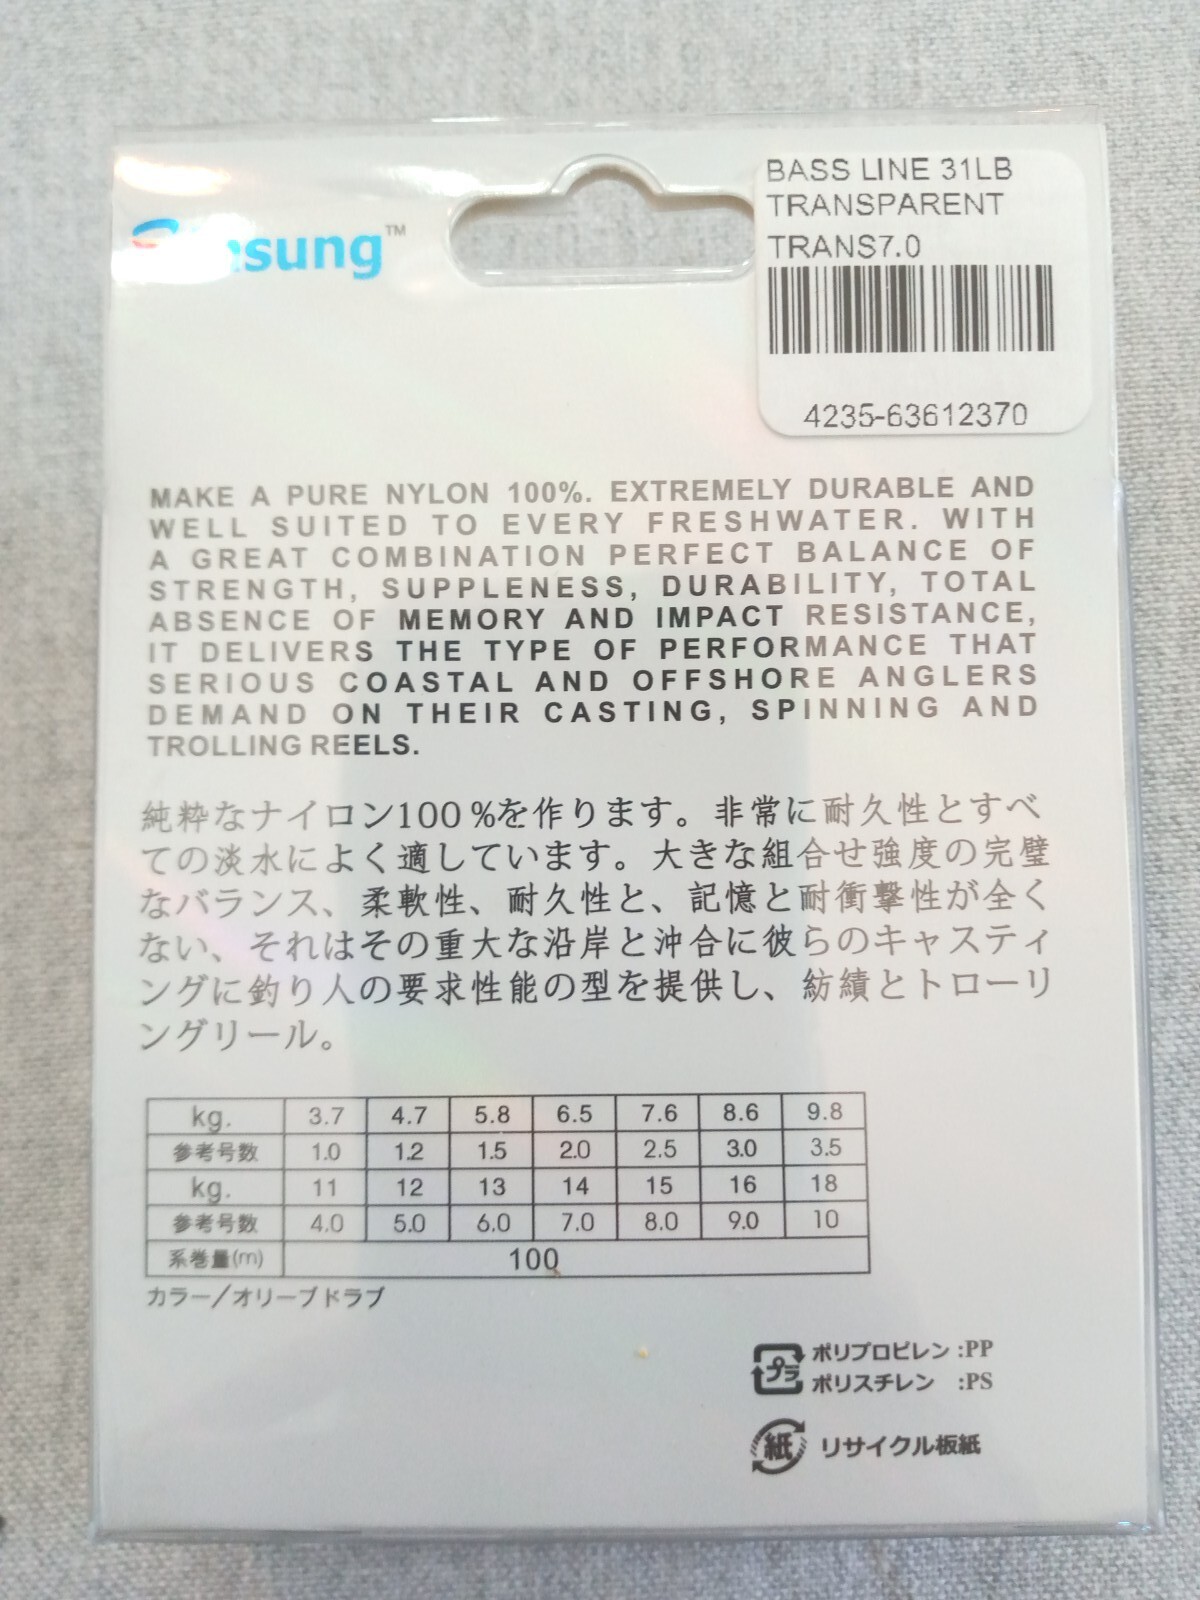 sung™
BASS LINE 31LB
TRANSPARENT
TRANS7.0
4235-63612370
MAKE A PURE NYLON 100%. EXTREMELY DURABLE AND
WELL SUITED TO EVERY FRESHWATER. WITH
A GREAT COMBINATION PERFECT BALANCE OF
STRENGTH, SUPPLENESS, DURABILITY, TOTAL
ABSENCE OF MEMORY AND IMPACT RESISTANCE,
IT DELIVERS THE TYPE OF PERFORMANCE THAT
SERIOUS COASTAL AND OFFSHORE ANGLERS
DEMAND ON THEIR CASTING, SPINNING AND
TROLLING REELS.
純粋なナイロン100%を作ります。非常に耐久性とすべ
ての淡水によく適しています。大きな組合せ強度の完璧
なバランス、柔軟性、耐久性と、記憶と耐衝撃性が全く
ない、それはその重大な沿岸と沖合に彼らのキャスティ
ングに釣り人の要求性能の型を提供し、紡績とトローリ
ングリール。
kg. 3.7 4.7 5.8 6.5 7.6 8.6 9.8
参考号数 1.0 1.2 1.5 2.0 2.5 3.0 3.5
kg. 11 12 13 14 15 16 18
参考号数 4.0 5.0 6.0 7.0 8.0 9.0 10
系巻量(m) 100
カラー/オリーブドラブ
プラ ポリプロピレン :PP
ポリスチレン :PS
紙 リサイクル板紙